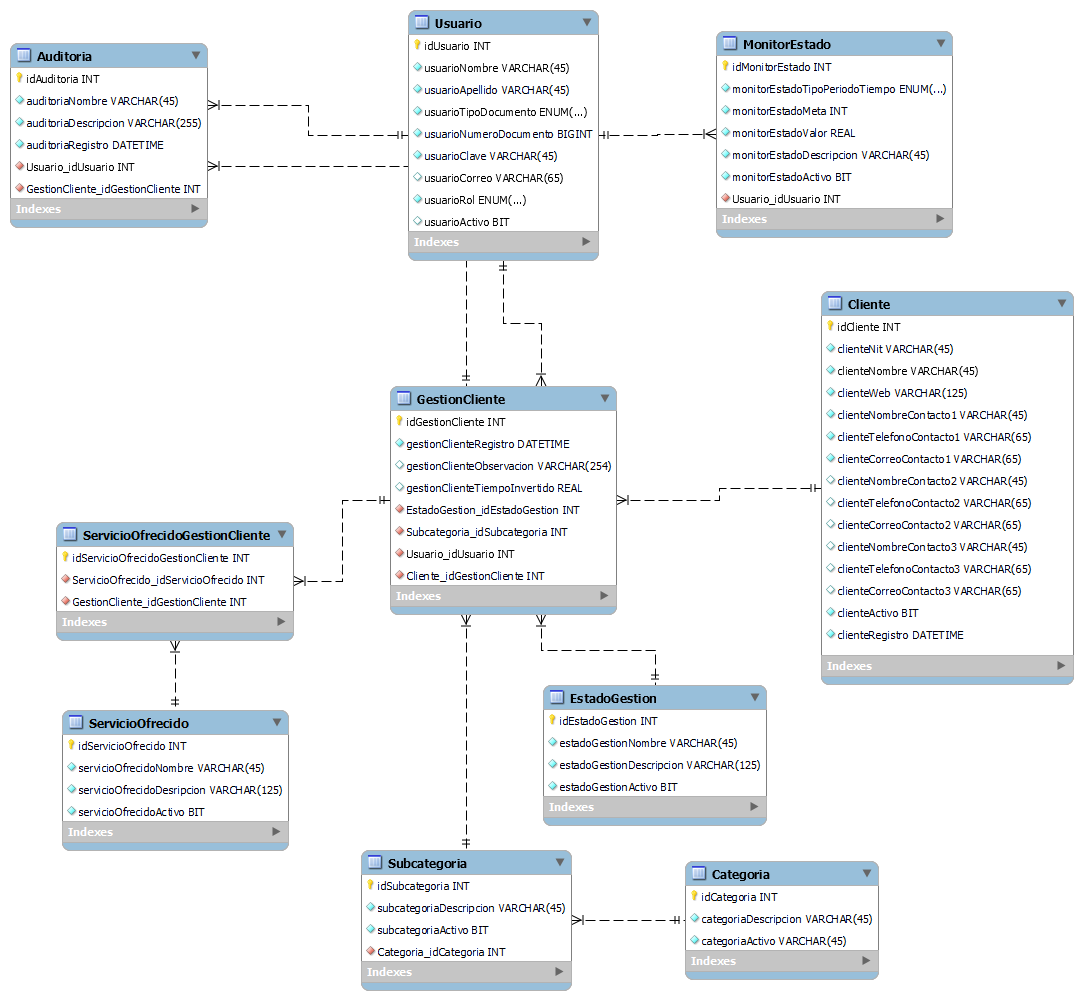 Usuario
idUsuario INT
usuarioNombre VARCHAR(45)
usuarioApellido VARCHAR(45)
usuarioTipoDocumento ENUM(...)
usuarioNumeroDocumento BIGINT
usuarioClave VARCHAR(45)
usuarioCorreo VARCHAR(65)
usuarioRol ENUM(...)
usuarioActivo BIT
Indexes
Auditoria
idAuditoria INT
auditoriaNombre VARCHAR(45)
auditoriaDescripcion VARCHAR(255)
auditoriaRegistro DATETIME
Usuario_idUsuario INT
GestionCliente_idGestionCliente INT
Indexes
MonitorEstado
idMonitorEstado INT
monitorEstadoTipoPeriodoTiempo ENUM(...)
monitorEstadoMeta INT
monitorEstadoValor REAL
monitorEstadoDescripcion VARCHAR(45)
monitorEstadoActivo BIT
Usuario_idUsuario INT
Indexes
Cliente
idCliente INT
clienteNit VARCHAR(45)
clienteNombre VARCHAR(45)
clienteWeb VARCHAR(125)
clienteNombreContacto1 VARCHAR(45)
clienteTelefonoContacto1 VARCHAR(65)
clienteCorreoContacto1 VARCHAR(65)
clienteNombreContacto2 VARCHAR(45)
clienteTelefonoContacto2 VARCHAR(65)
clienteCorreoContacto2 VARCHAR(65)
clienteNombreContacto3 VARCHAR(45)
clienteTelefonoContacto3 VARCHAR(65)
clienteCorreoContacto3 VARCHAR(65)
clienteActivo BIT
clienteRegistro DATETIME
Indexes
GestionCliente
idGestionCliente INT
gestionClienteRegistro DATETIME
gestionClienteObservacion VARCHAR(254)
gestionClienteTiempoInvertido REAL
EstadoGestion_idEstadoGestion INT
Subcategoria_idSubcategoria INT
Usuario_idUsuario INT
Cliente_idGestionCliente INT
Indexes
ServicioOfrecidoGestionCliente
idServicioOfrecidoGestionCliente INT
ServicioOfrecido_idServicioOfrecido INT
GestionCliente_idGestionCliente INT
Indexes
ServicioOfrecido
idServicioOfrecido INT
servicioOfrecidoNombre VARCHAR(45)
servicioOfrecidoDesripcion VARCHAR(125)
servicioOfrecidoActivo BIT
Indexes
EstadoGestion
idEstadoGestion INT
estadoGestionNombre VARCHAR(45)
estadoGestionDescripcion VARCHAR(125)
estadoGestionActivo BIT
Indexes
Subcategoria
idSubcategoria INT
subcategoriaDescripcion VARCHAR(45)
subcategoriaActivo BIT
Categoria_idCategoria INT
Indexes
Categoria
idCategoria INT
categoriaDescripcion VARCHAR(45)
categoriaActivo VARCHAR(45)
Indexes